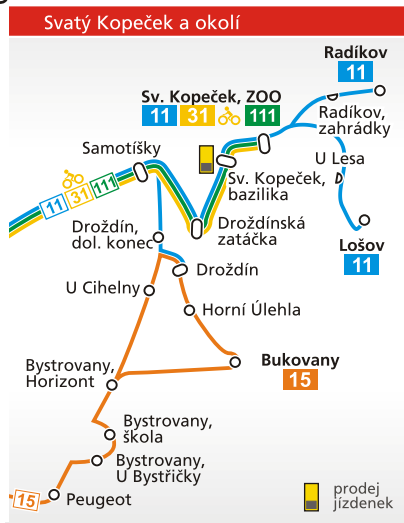 Svatý Kopeček a okolí
Radíkov
11
Sv. Kopeček, ZOO
11 31 111
Radíkov,
zahrádky
Samotíšky
U Lesa
11 31 111
Sv. Kopeček,
bazilika
Droždín,
dol. konec
Droždínská
zatáčka
Lošov
11
Droždín
U Cihelny
Horní Úlehla
Bystrovany,
Horizont
Bukovany
15
Bystrovany,
škola
Bystrovany,
U Bystřičky
15
Peugeot
prodej
jízdenek